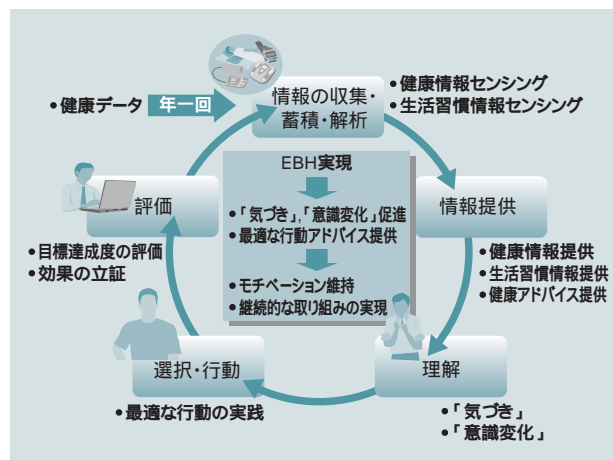 •健康データ
年一回
情報の収集・
蓄積・解析
•健康情報センシング
•生活習慣情報センシング
EBH実現
•「気づき」,「意識変化」促進
•最適な行動アドバイス提供
•モチベーション維持
•継続的な取り組みの実現
情報提供
•健康情報提供
•生活習慣情報提供
•健康アドバイス提供
理解
•「気づき」
•「意識変化」
選択・行動
•最適な行動の実践
評価
•目標達成度の評価
•効果の立証